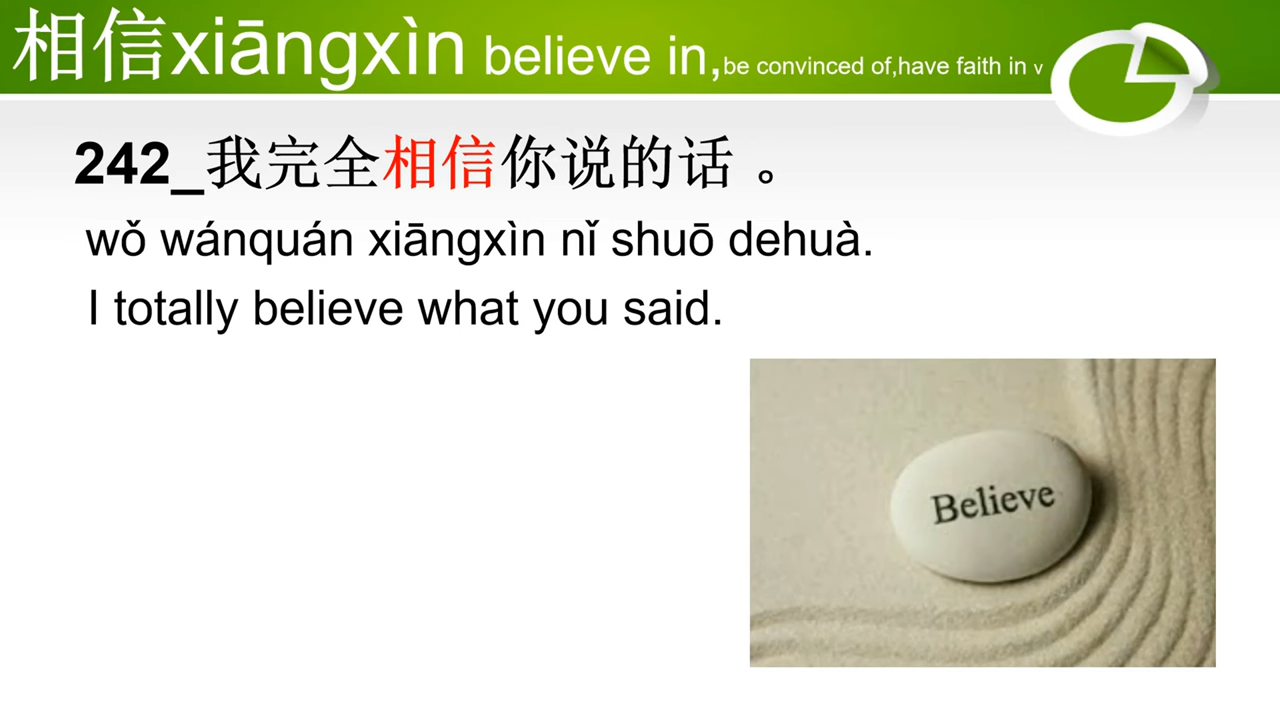 相信xiāngxìn believe in,be convinced of,have faith in v
242_我完全相信你说的话 。
wǒ wánquán xiāngxìn nǐ shuō dehuà.
I totally believe what you said.
Believe